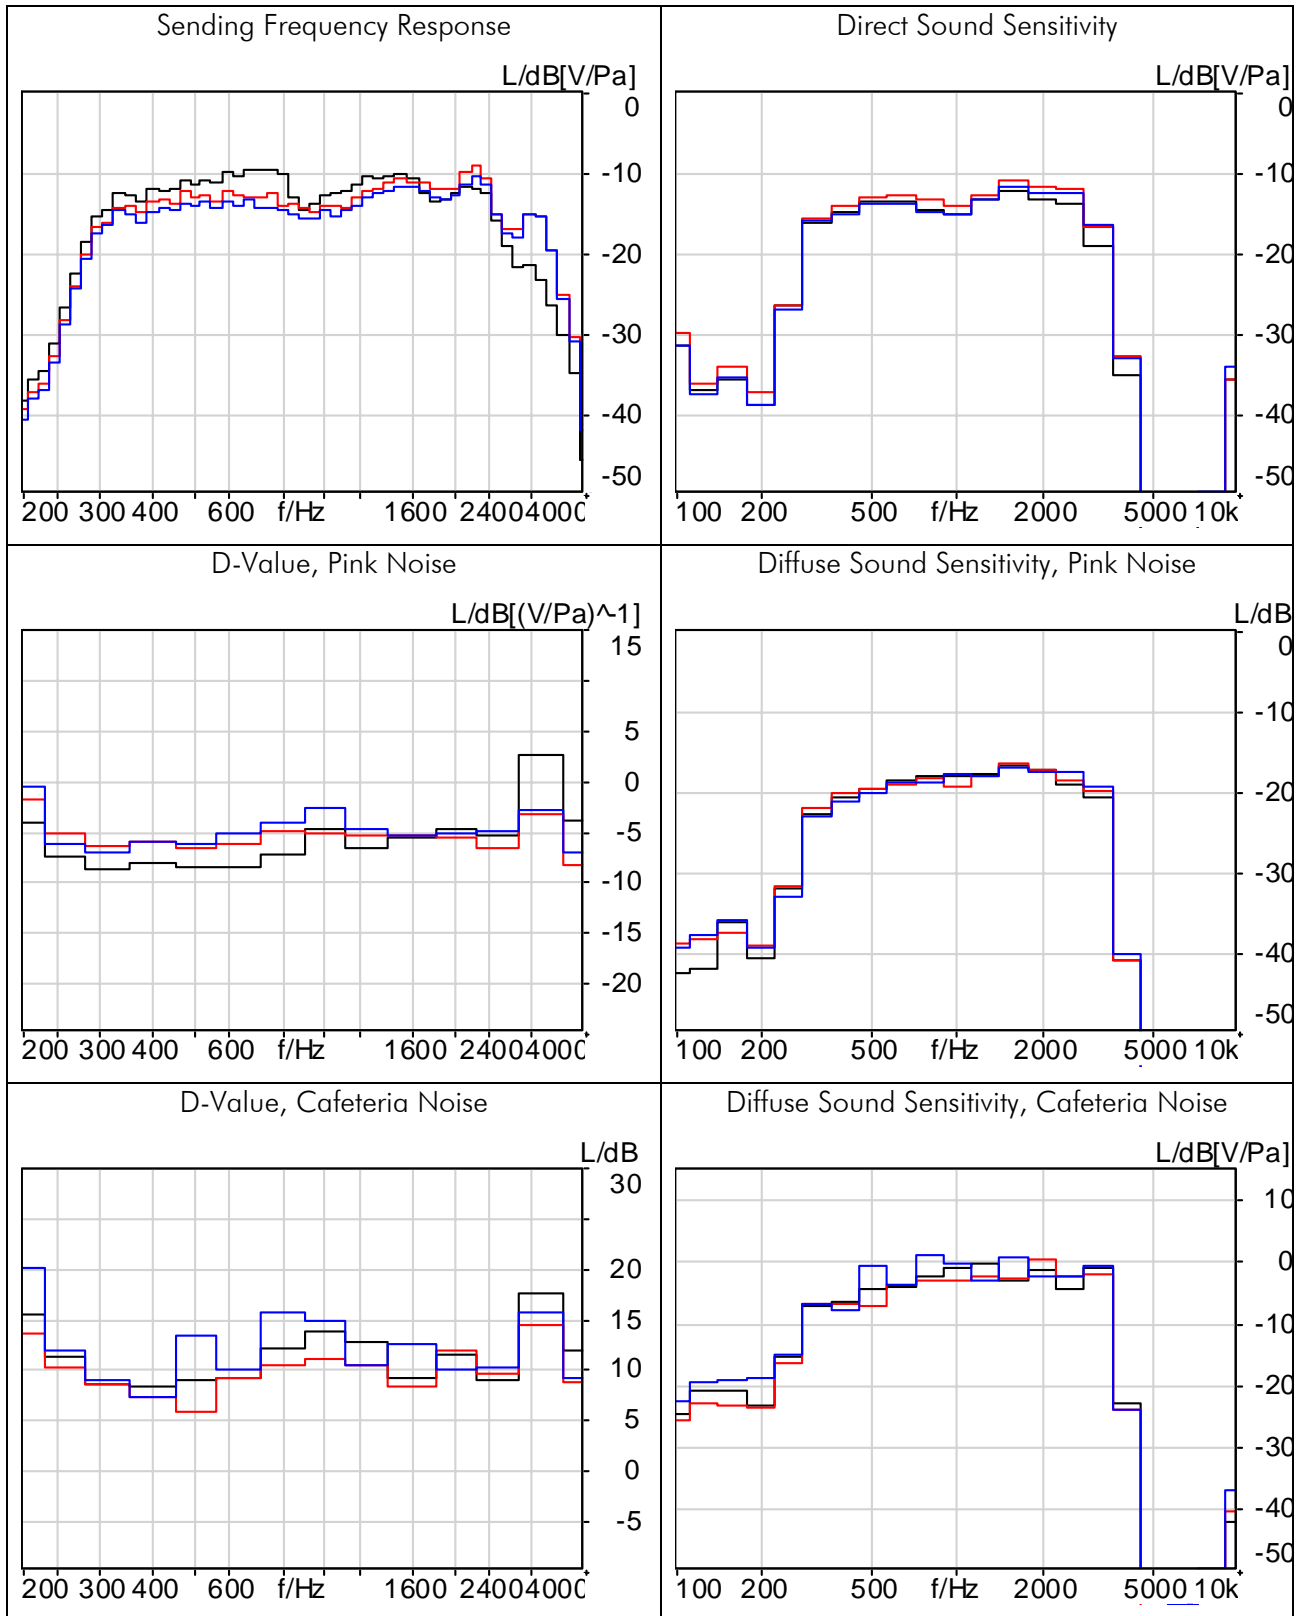 Sending Frequency Response
L/dB[V/Pa]
0
-10
-20
-30
-40
-50
200 300 400 600 f/Hz 1600 2400 4000
Direct Sound Sensitivity
L/dB[V/Pa]
0
-10
-20
-30
-40
-50
100 200 500 f/Hz 2000 5000 10k
D-Value, Pink Noise
L/dB[(V/Pa)^-1]
15
5
0
-5
-10
-15
-20
200 300 400 600 f/Hz 1600 2400 4000
Diffuse Sound Sensitivity, Pink Noise
L/dB
0
-10
-20
-30
-40
-50
100 200 500 f/Hz 2000 5000 10k
D-Value, Cafeteria Noise
L/dB
30
20
15
10
5
0
-5
200 300 400 600 f/Hz 1600 2400 4000
Diffuse Sound Sensitivity, Cafeteria Noise
L/dB[V/Pa]
10
0
-10
-20
-30
-40
-50
100 200 500 f/Hz 2000 5000 10k